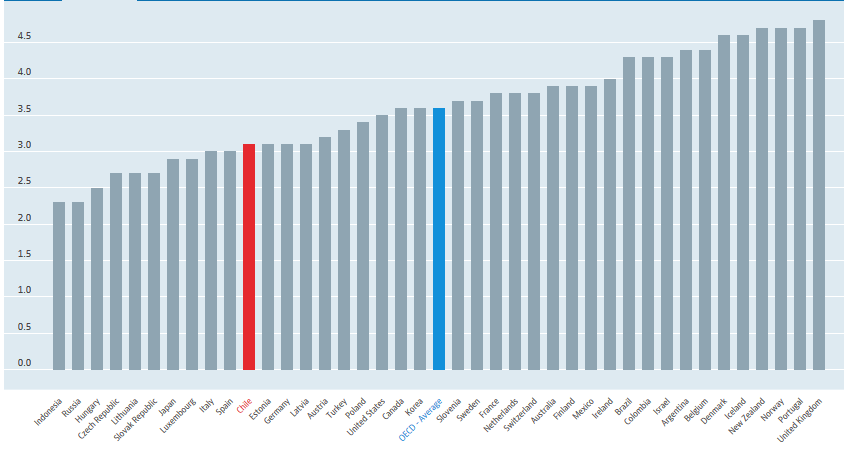 4.5
4.0
3.5
3.0
2.5
2.0
1.5
1.0
0.5
0.0
Indonesia
Russia
Hungary
Czech Republic
Lithuania
Slovak Republic
Japan
Luxembourg
Italy
Spain
Chile
Estonia
Germany
Latvia
Austria
Turkey
Poland
United States
Canada
Korea
OECD - Average
Slovenia
Sweden
France
Netherlands
Switzerland
Australia
Finland
Mexico
Ireland
Brazil
Colombia
Israel
Argentina
Belgium
Denmark
Iceland
New Zealand
Norway
Portugal
United Kingdom